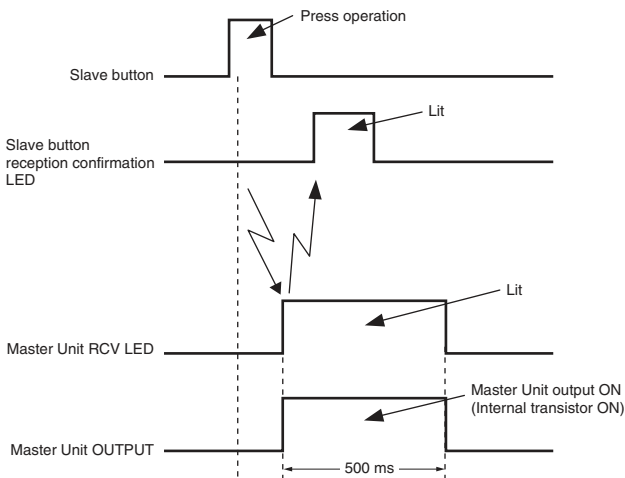 Press operation
Slave button
Lit
Slave button
reception confirmation
LED
Lit
Master Unit RCV LED
Master Unit output ON
(Internal transistor ON)
Master Unit OUTPUT
500 ms